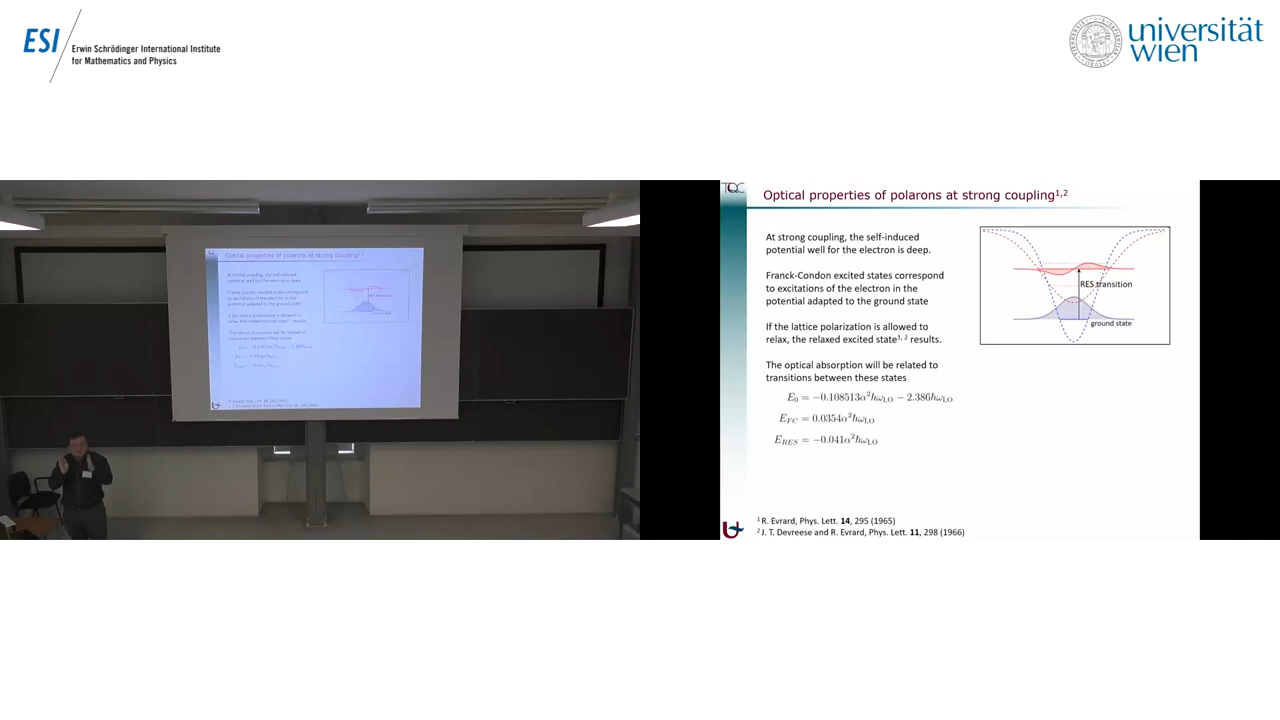 ESI
Erwin Schrödinger International Institute
for Mathematics and Physics
universität
wien
TQC
Optical properties of polarons at strong coupling1,2
At strong coupling, the self-induced
potential well for the electron is deep.
Franck-Condon excited states correspond
to excitations of the electron in the
potential adapted to the ground state
If the lattice polarization is allowed to
relax, the relaxed excited state1, 2 results.
The optical absorption will be related to
transitions between these states
E0 = −0.108513α²ħωLO − 2.386ħωLO
EFC = 0.0354α²ħωLO
ERES = −0.041α²ħωLO
RES transition
ground state
1 R. Evrard, Phys. Lett. 14, 295 (1965)
2 J. T. Devreese and R. Evrard, Phys. Lett. 11, 298 (1966)